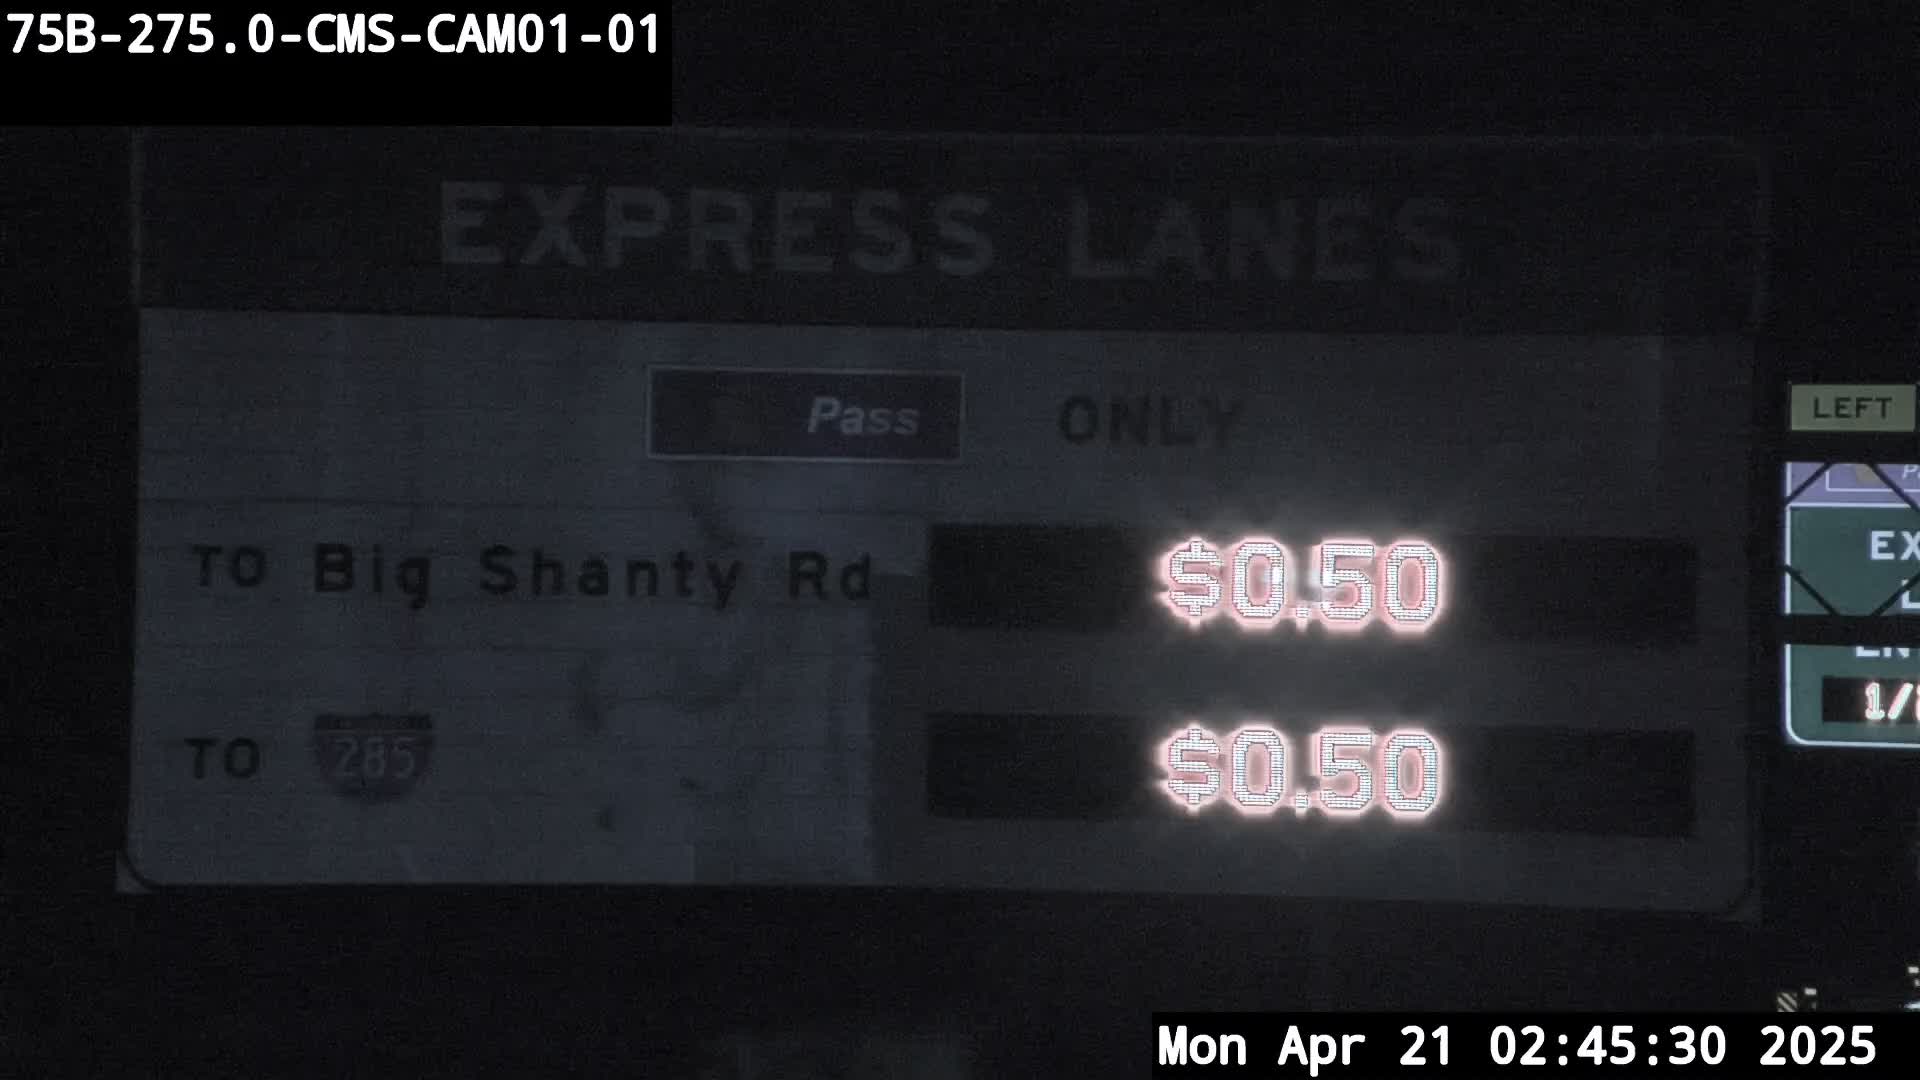 75B-275.0-CMS-CAM01-01
EXPRESS LANES
Pass ONLY
TO Big Shanty Rd $0.50
TO 285 $0.50
LEFT
Mon Apr 21 02:45:30 2025